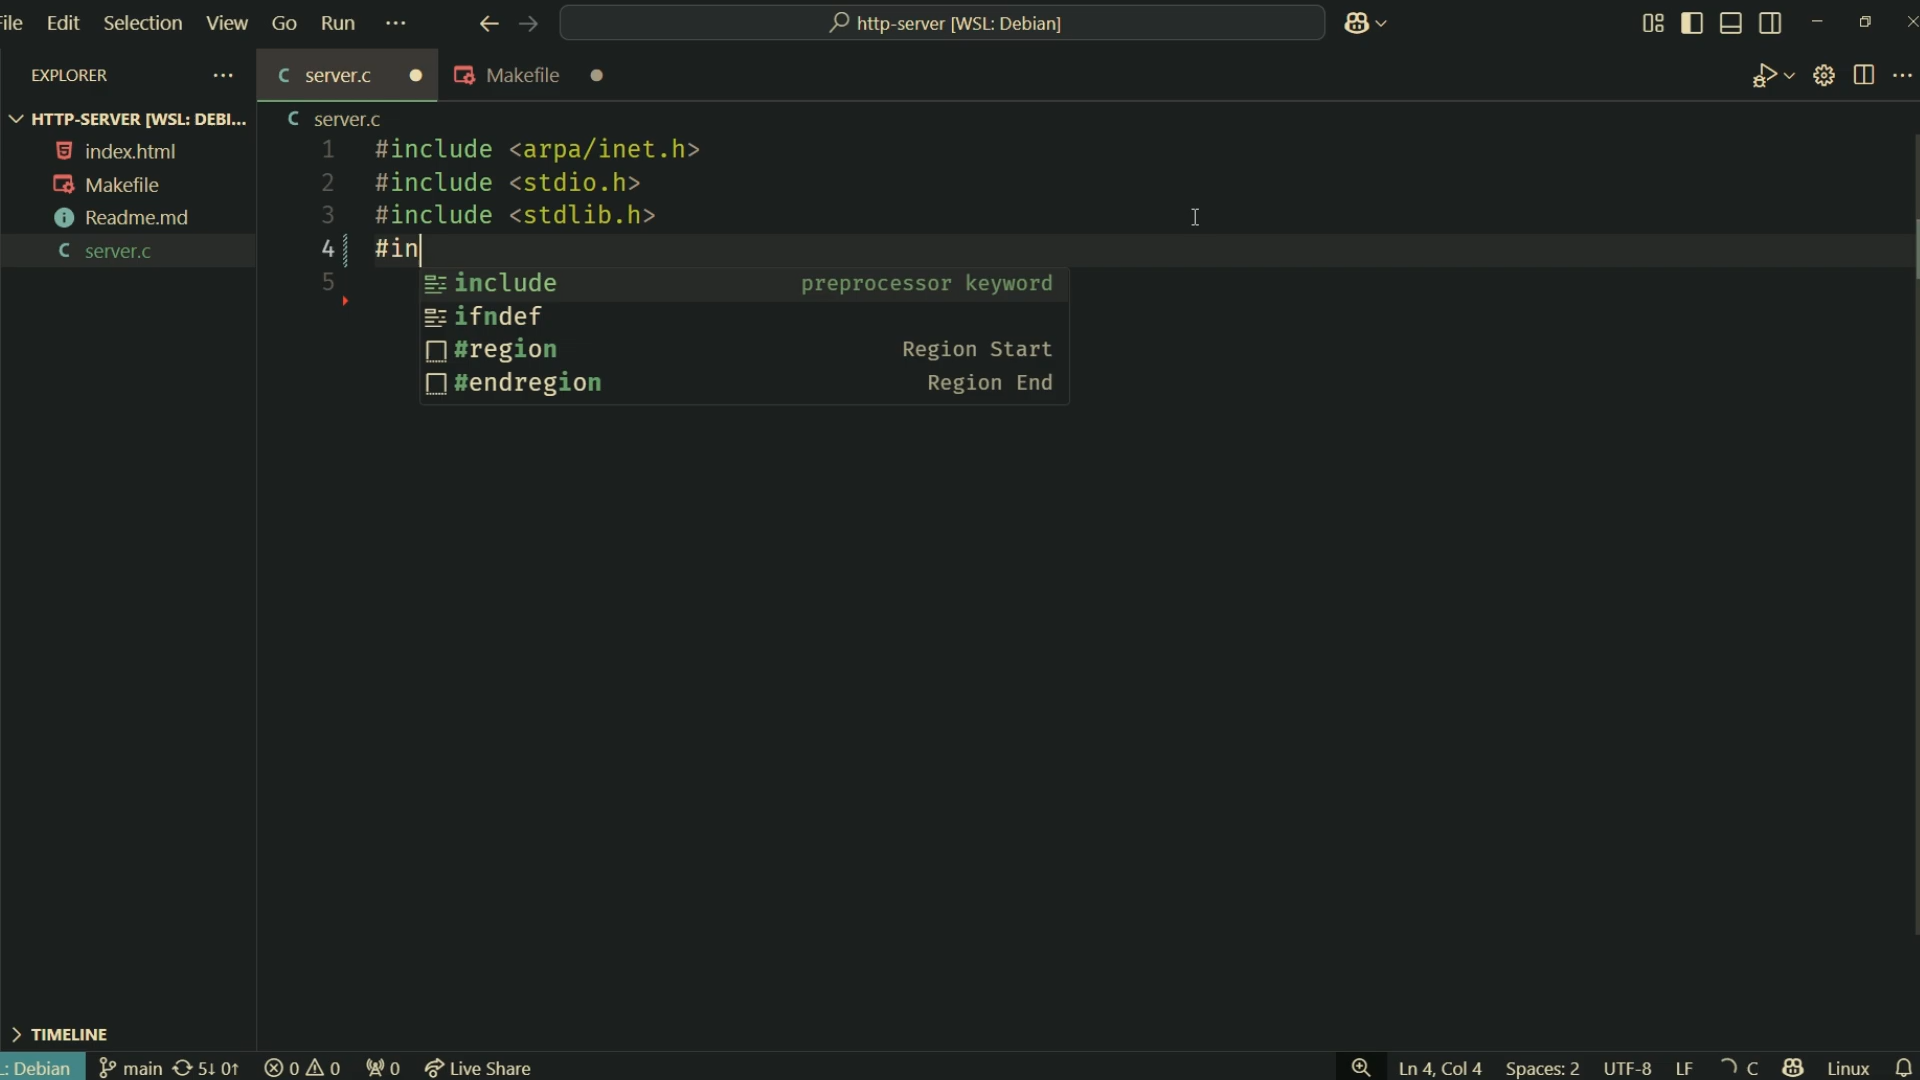 ile Edit Selection View Go Run ··· http-server [WSL: Debian]
EXPLORER ··· C server.c Makefile ···
HTTP-SERVER [WSL: DEBI... C server.c
index.html
Makefile
Readme.md
C server.c
1 #include <arpa/inet.h>
2 #include <stdio.h>
3 #include <stdlib.h>
4 #in
5
include preprocessor keyword
ifndef
#region Region Start
#endregion Region End
TIMELINE
L: Debian main 5↓ 0↑ 0 0 0 Live Share Ln 4, Col 4 Spaces: 2 UTF-8 LF C Linux